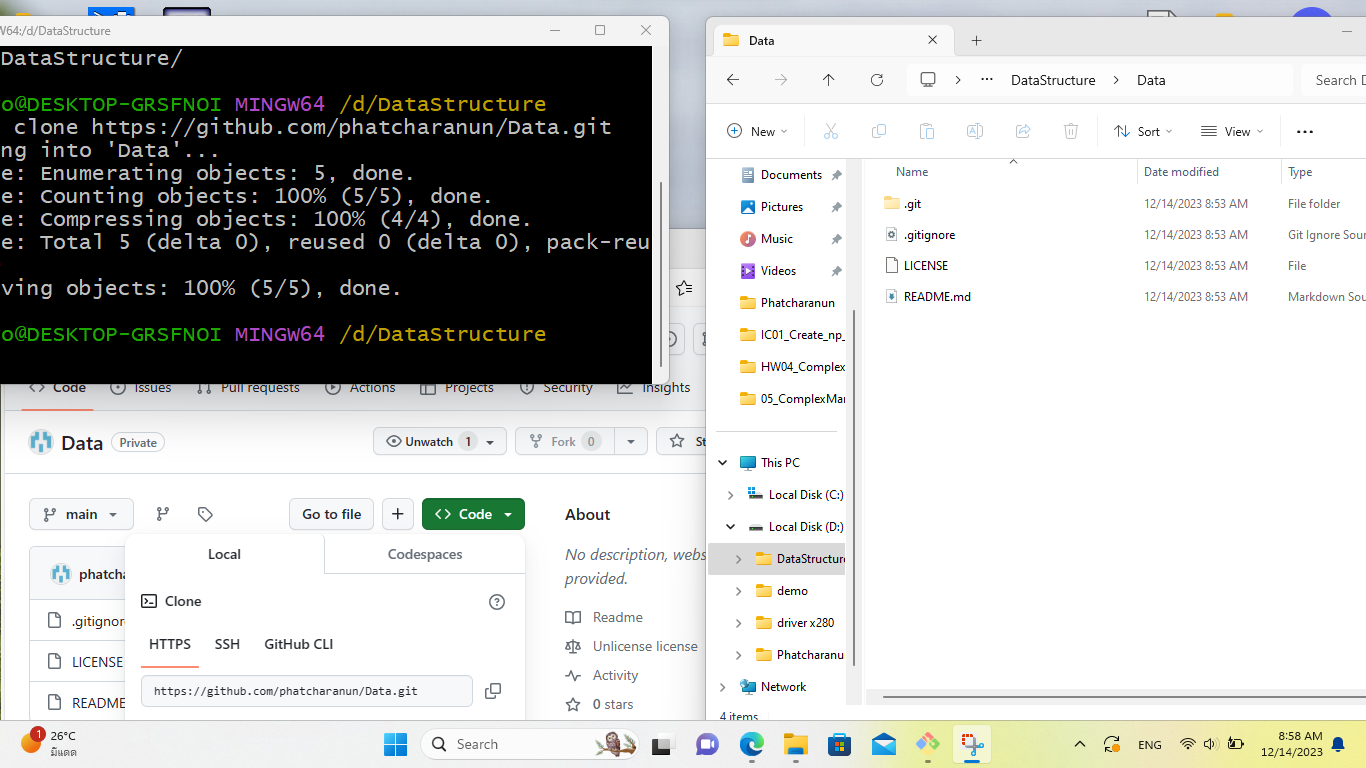 W64:/d/DataStructure
DataStructure/
o@DESKTOP-GRSFNOI MINGW64 /d/DataStructure
clone https://github.com/phatcharanun/Data.git
ng into 'Data'...
e: Enumerating objects: 5, done.
e: Counting objects: 100% (5/5), done.
e: Compressing objects: 100% (4/4), done.
e: Total 5 (delta 0), reused 0 (delta 0), pack-reu
ving objects: 100% (5/5), done.
o@DESKTOP-GRSFNOI MINGW64 /d/DataStructure
Code Issues Pull requests Actions Projects Security Insights
Data Private Unwatch 1 Fork 0 St
main Go to file + Code
About
Local Codespaces
No description, webs
provided.
phatcha
Clone
.gitignor
Readme
HTTPS SSH GitHub CLI
Unlicense license
LICENSE
Activity
https://github.com/phatcharanun/Data.git
README
0 stars
Data
DataStructure Data Search D
New Sort View
Name Date modified Type
.git 12/14/2023 8:53 AM File folder
.gitignore 12/14/2023 8:53 AM Git Ignore Sour
LICENSE 12/14/2023 8:53 AM File
README.md 12/14/2023 8:53 AM Markdown Sou
Documents
Pictures
Music
Videos
Phatcharanun
IC01_Create_np_
HW04_Complex
05_ComplexMar
This PC
Local Disk (C:)
Local Disk (D:)
DataStructure
demo
driver x280
Phatcharanu
Network
4 items
1
26°C
มีแดด
Search
ENG
8:58 AM
12/14/2023